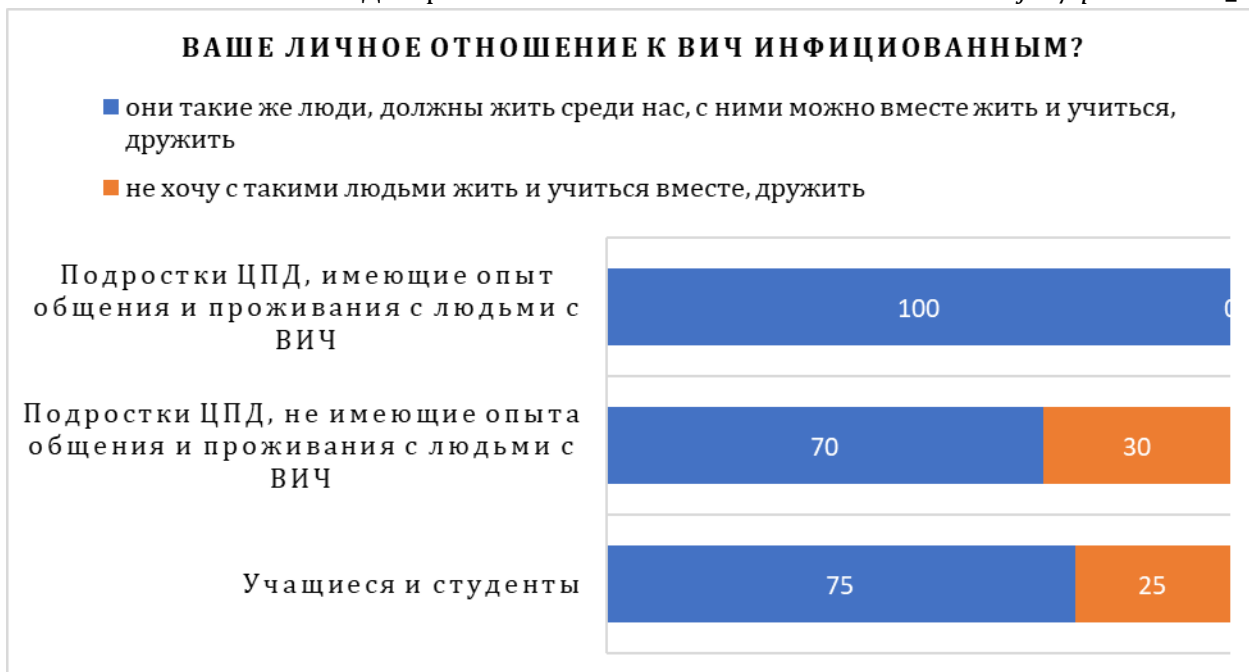 ВАШЕ ЛИЧНОЕ ОТНОШЕНИЕ К ВИЧ ИНФИЦИОВАННЫМ?
они такие же люди, должны жить среди нас, с ними можно вместе жить и учиться,
дружить
не хочу с такими людьми жить и учиться вместе, дружить
Подростки ЦПД, имеющие опыт
общения и проживания с людьми с
ВИЧ
100
0
Подростки ЦПД, не имеющие опыта
общения и проживания с людьми с
ВИЧ
70
30
Учащиеся и студенты
75
25